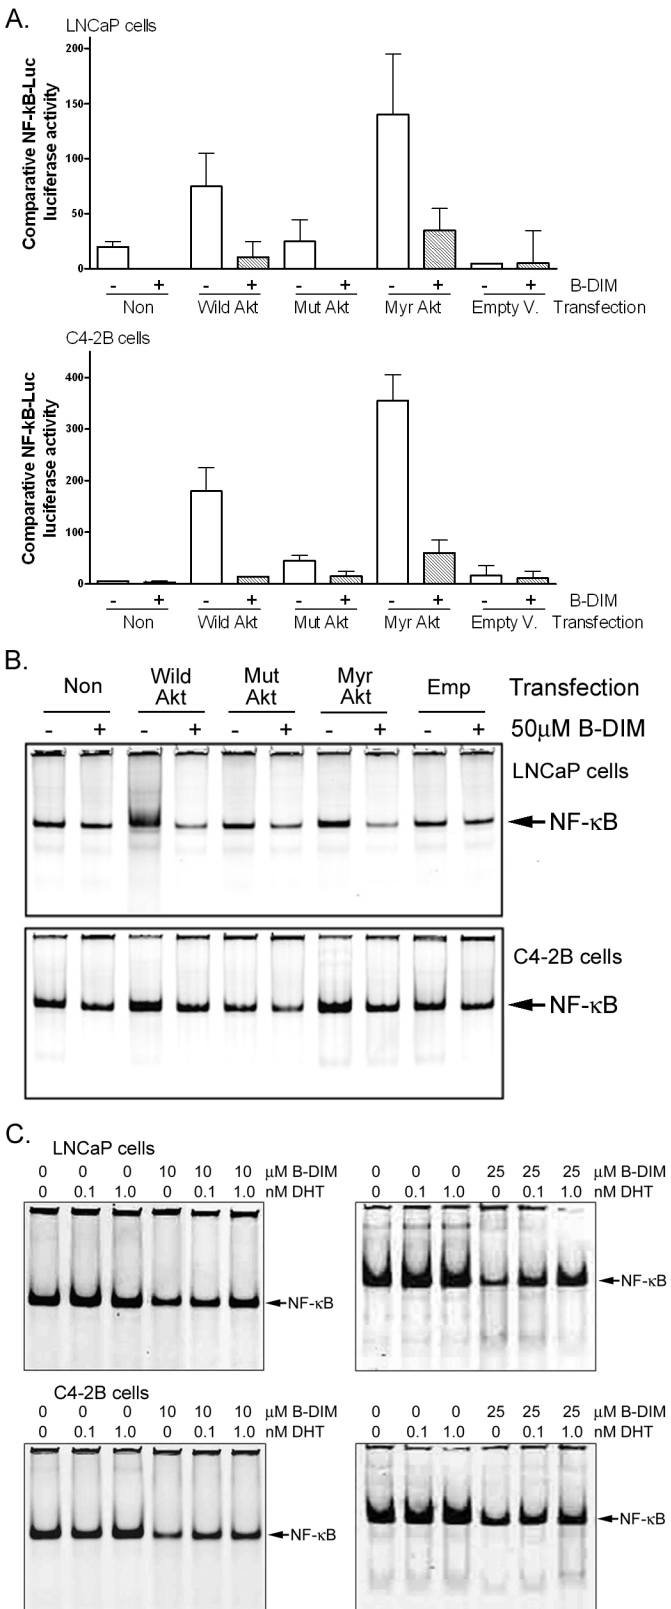 A.
LNCaP cells
Comparative NF-kB-Luc
luciferase activity
200
150
100
50
0
- + - + - + - + - + B-DIM
Non Wild Akt Mut Akt Myr Akt Empty V. Transfection
C4-2B cells
Comparative NF-kB-Luc
luciferase activity
400
300
200
100
0
- + - + - + - + - + B-DIM
Non Wild Akt Mut Akt Myr Akt Empty V. Transfection
B.
Non Wild Akt Mut Akt Myr Akt Emp Transfection
- + - + - + - + - + 50μM B-DIM
LNCaP cells
NF-κB
C4-2B cells
NF-κB
C.
LNCaP cells
0 0 0 10 10 10 μM B-DIM
0 0.1 1.0 0 0.1 1.0 nM DHT
NF-κB
0 0 0 25 25 25 μM B-DIM
0 0.1 1.0 0 0.1 1.0 nM DHT
NF-κB
C4-2B cells
0 0 0 10 10 10 μM B-DIM
0 0.1 1.0 0 0.1 1.0 nM DHT
NF-κB
0 0 0 25 25 25 μM B-DIM
0 0.1 1.0 0 0.1 1.0 nM DHT
NF-κB